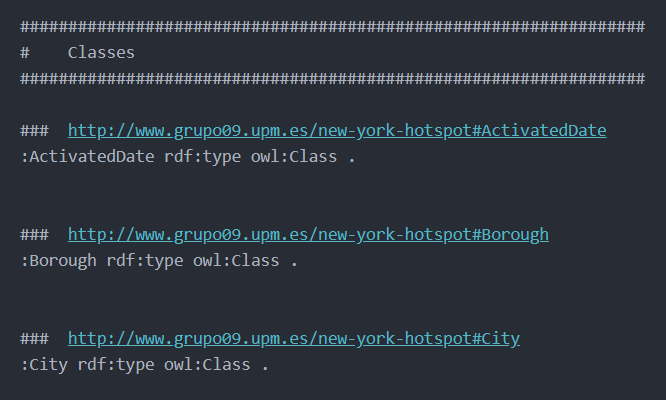 #################################################################
#    Classes
#################################################################
###  http://www.grupo09.upm.es/new-york-hotspot#ActivatedDate
:ActivatedDate rdf:type owl:Class .
###  http://www.grupo09.upm.es/new-york-hotspot#Borough
:Borough rdf:type owl:Class .
###  http://www.grupo09.upm.es/new-york-hotspot#City
:City rdf:type owl:Class .